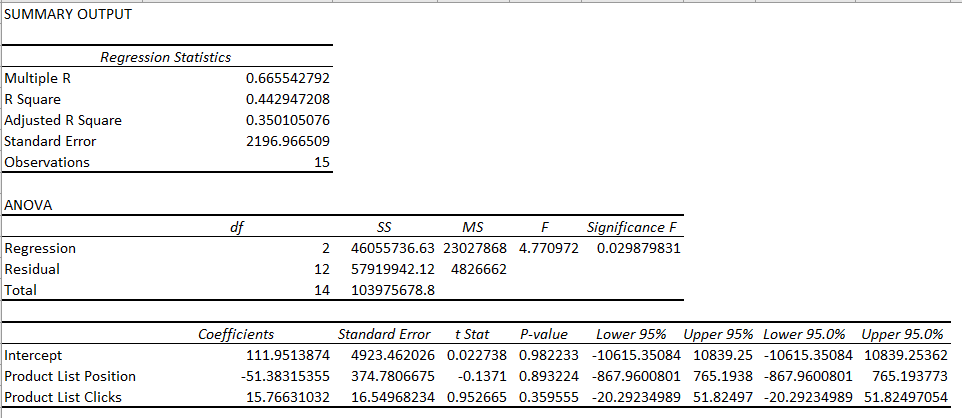 SUMMARY OUTPUT
Regression Statistics
Multiple R 0.665542792
R Square 0.442947208
Adjusted R Square 0.350105076
Standard Error 2196.966509
Observations 15
ANOVA
df SS MS F Significance F
Regression 2 46055736.63 23027868 4.770972 0.029879831
Residual 12 57919942.12 4826662
Total 14 103975678.8
Coefficients Standard Error t Stat P-value Lower 95% Upper 95% Lower 95.0% Upper 95.0%
Intercept 111.9513874 4923.462026 0.022738 0.982233 -10615.35084 10839.25 -10615.35084 10839.25362
Product List Position -51.38315355 374.7806675 -0.1371 0.893224 -867.9600801 765.1938 -867.9600801 765.193773
Product List Clicks 15.76631032 16.54968234 0.952665 0.359555 -20.29234989 51.82497 -20.29234989 51.82497054